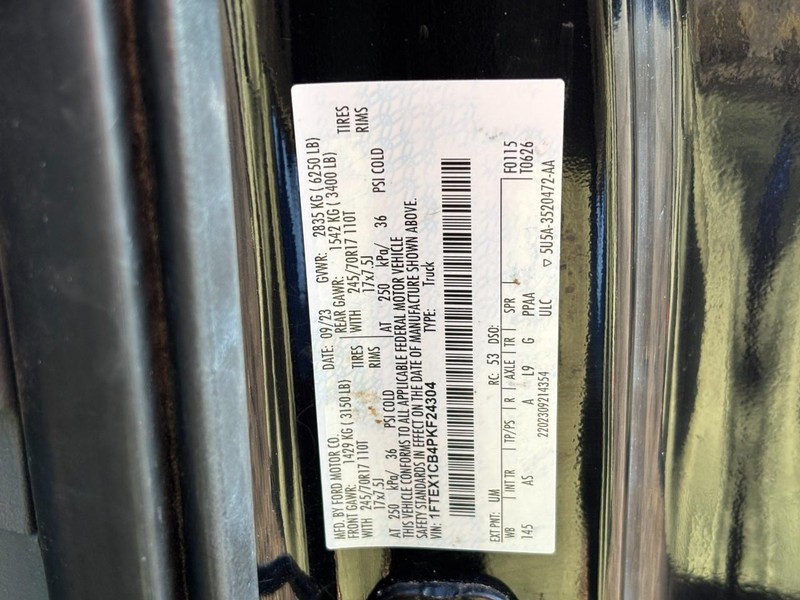 MFD. BY FORD MOTOR CO.
DATE: 09/23 GVWR: 2835 KG ( 6250 LB)
FRONT GAWR: 1429 KG ( 3150 LB) REAR GAWR: 1542 KG ( 3400 LB)
WITH 245/70R17 110T TIRES WITH 245/70R17 110T TIRES
17x7.5J RIMS 17x7.5J RIMS
AT 250 kPa/ 36 PSI COLD AT 250 kPa/ 36 PSI COLD
THIS VEHICLE CONFORMS TO ALL APPLICABLE FEDERAL MOTOR VEHICLE
SAFETY STANDARDS IN EFFECT ON THE DATE OF MANUFACTURE SHOWN ABOVE.
VIN: 1FTEX1CB4PKF24304 TYPE: Truck
F0115
T0626
EXT PNT: UM RC: 53 DSO:
WB INT TR TP/PS R AXLE TR SPR
145 AS A L9 G PPAA
2202309214354 ULC
▽ 5U5A-3520472-AA